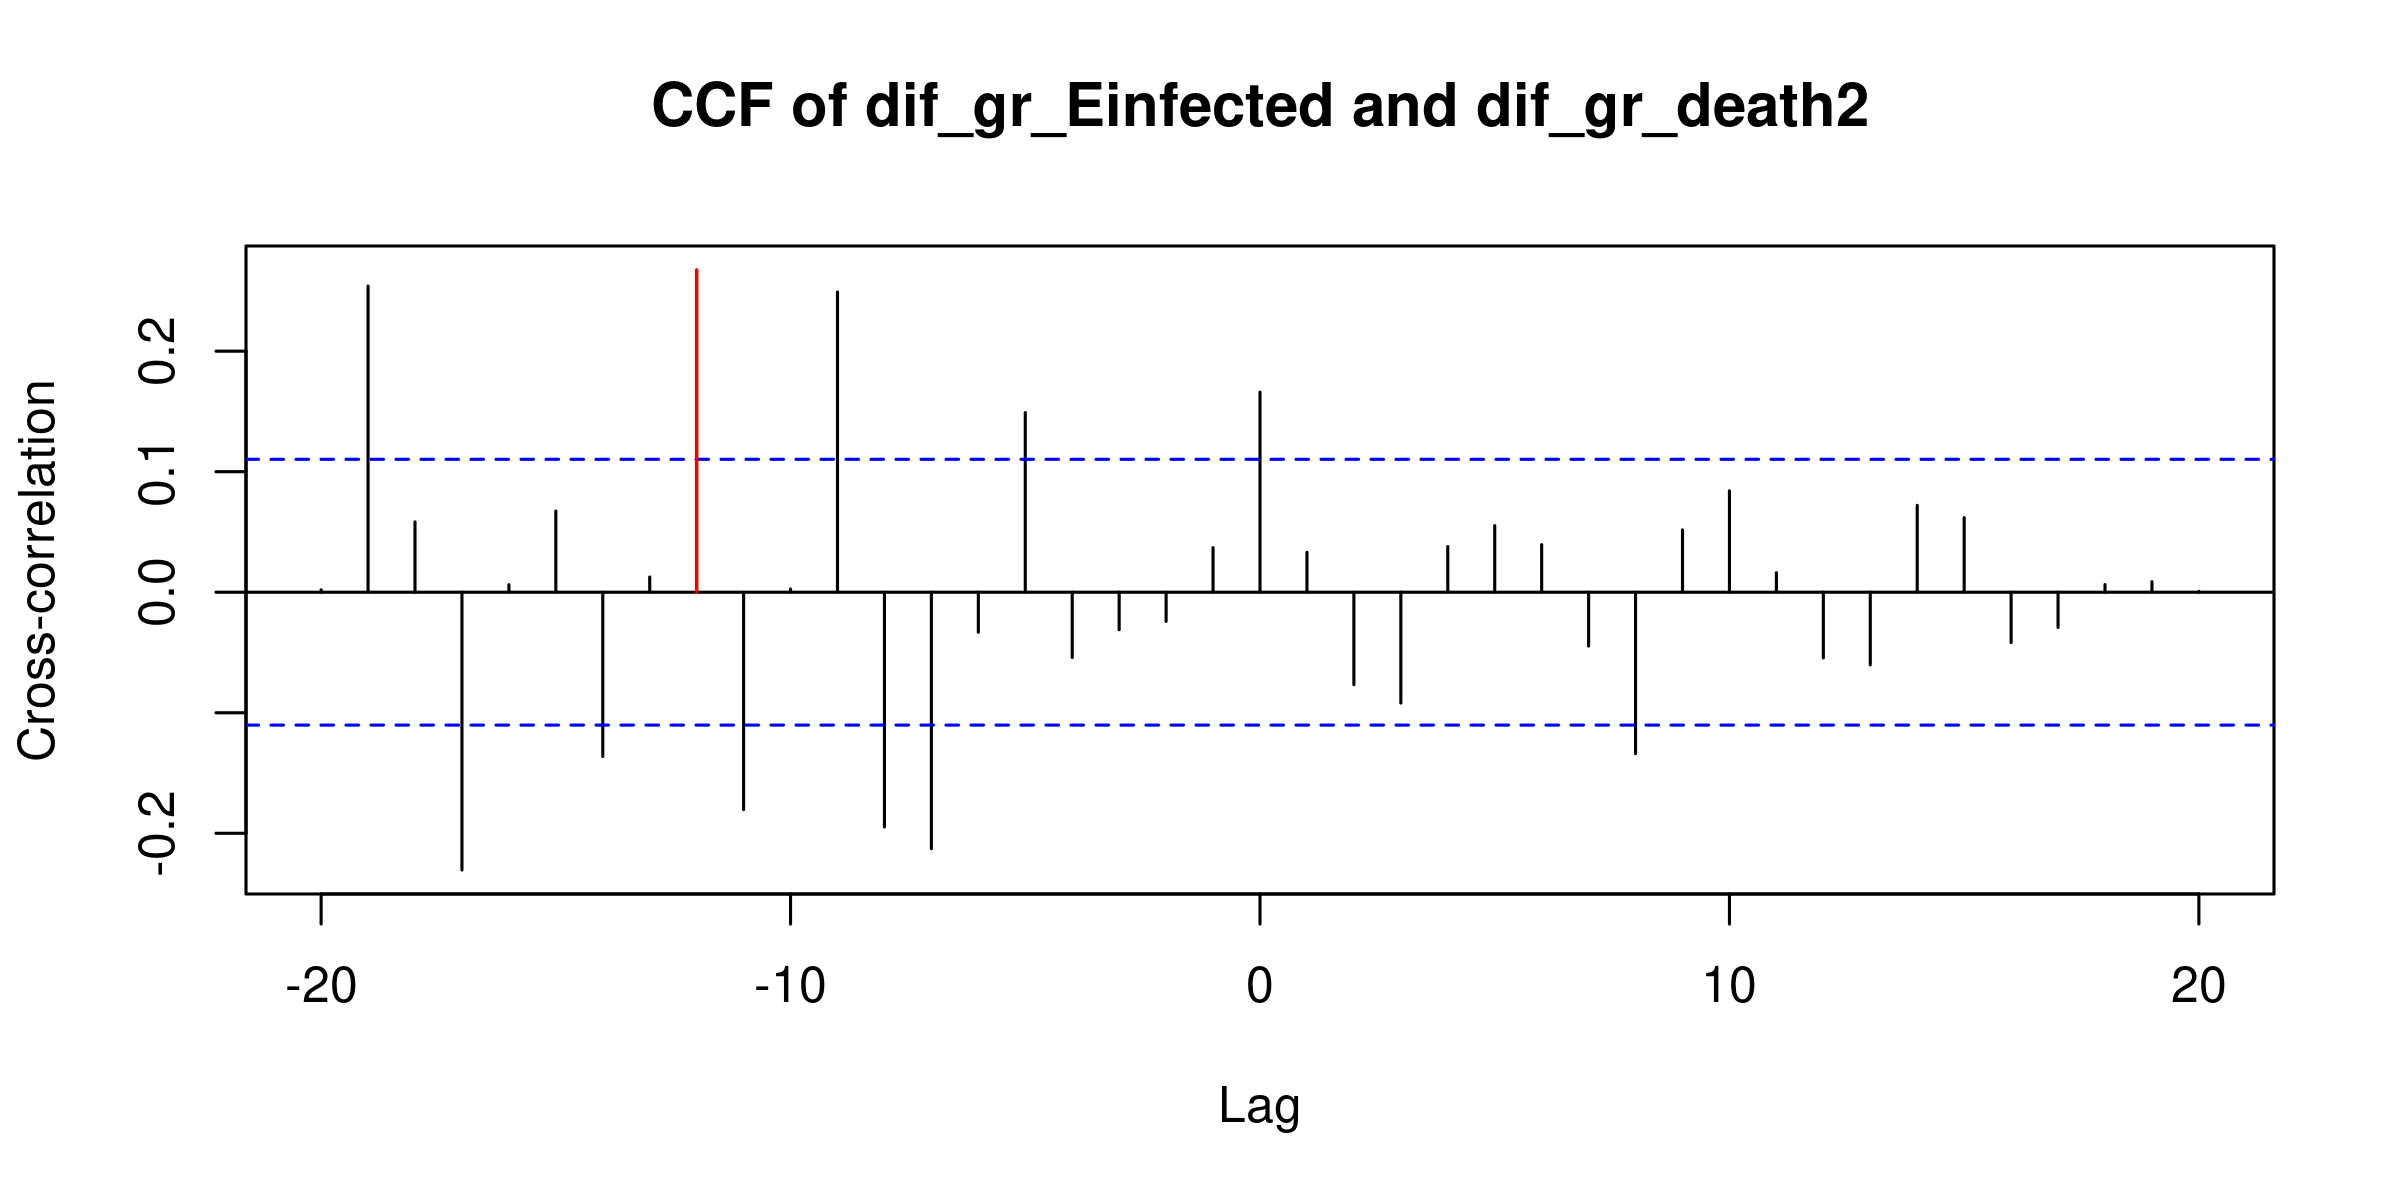 CCF of dif_gr_Einfected and dif_gr_death2
Cross-correlation
0.2
0.1
0.0
-0.2
-20 -10 0 10 20
Lag